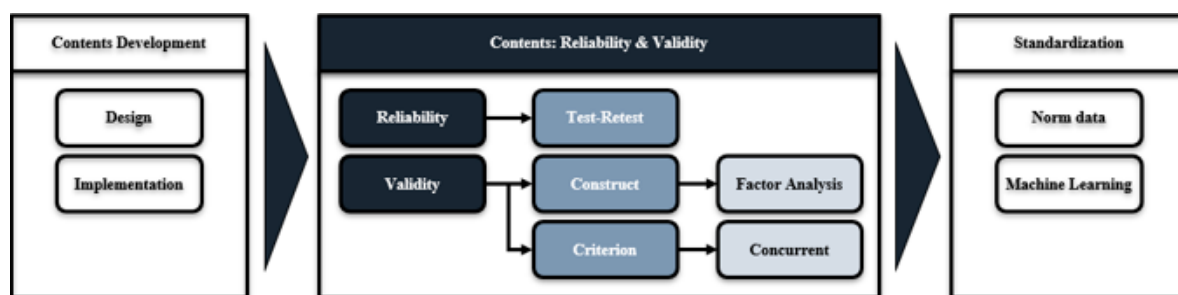 Contents Development
Design
Implementation
Contents: Reliability & Validity
Reliability
Test-Retest
Validity
Construct
Factor Analysis
Criterion
Concurrent
Standardization
Norm data
Machine Learning